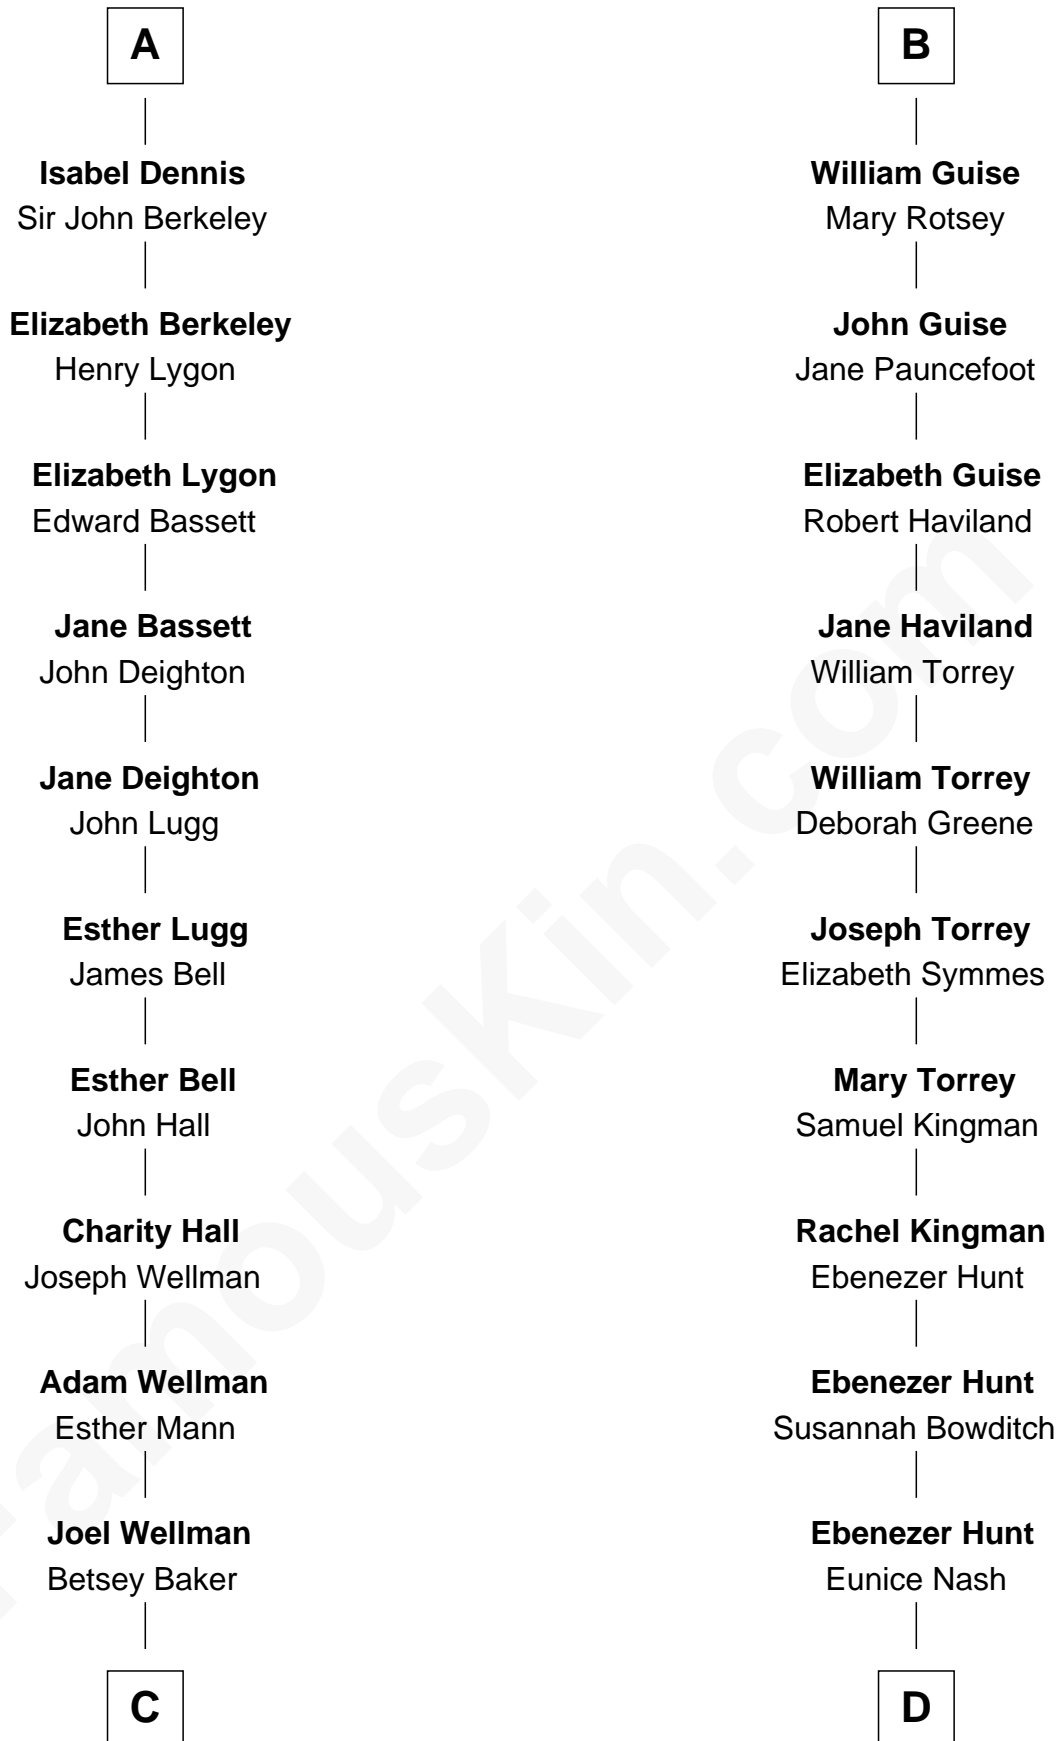 A
Isabel Dennis
Sir John Berkeley
Elizabeth Berkeley
Henry Lygon
Elizabeth Lygon
Edward Bassett
Jane Bassett
John Deighton
Jane Deighton
John Lugg
Esther Lugg
James Bell
Esther Bell
John Hall
Charity Hall
Joseph Wellman
Adam Wellman
Esther Mann
Joel Wellman
Betsey Baker
C
B
William Guise
Mary Rotsey
John Guise
Jane Pauncefoot
Elizabeth Guise
Robert Haviland
Jane Haviland
William Torrey
William Torrey
Deborah Greene
Joseph Torrey
Elizabeth Symmes
Mary Torrey
Samuel Kingman
Rachel Kingman
Ebenezer Hunt
Ebenezer Hunt
Susannah Bowditch
Ebenezer Hunt
Eunice Nash
D
FamousKin.com